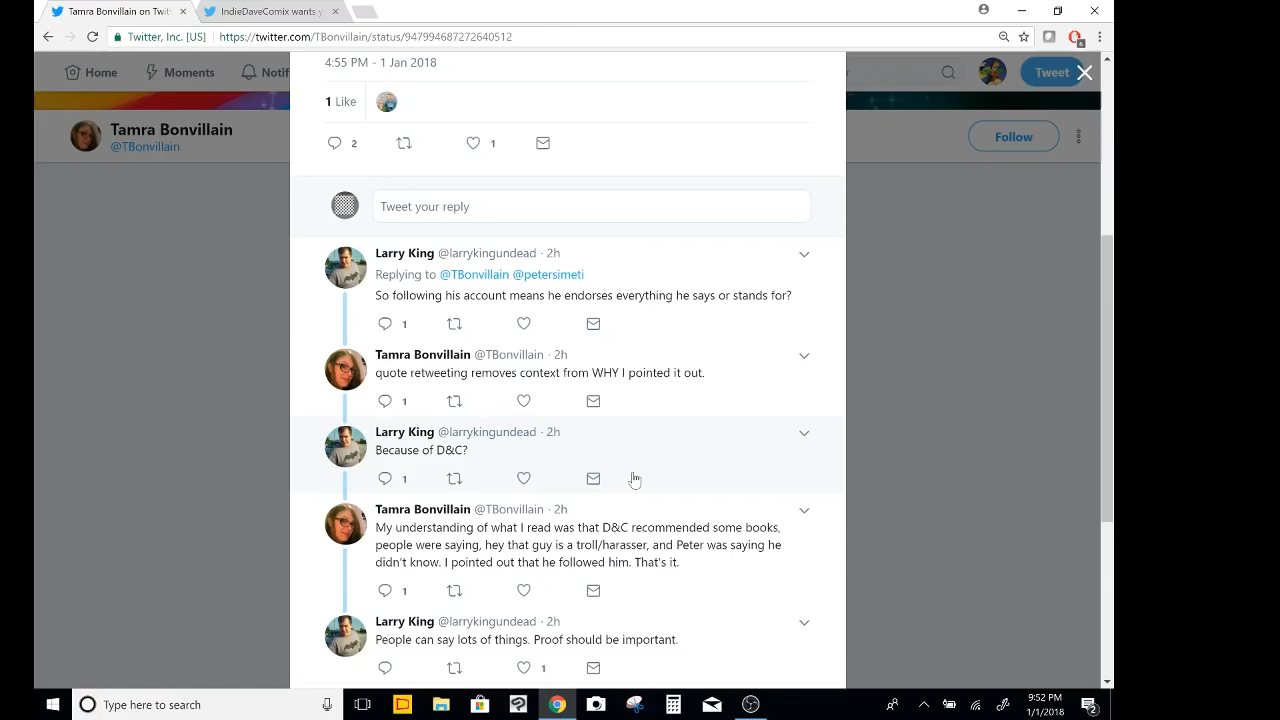 Tamra Bonvillain on Twit
IndieDaveComix wants y
Twitter, Inc. [US]
https://twitter.com/TBonvillain/status/947994687272640512
Home
Moments
Notif
Tweet
Tamra Bonvillain
@TBonvillain
Follow
4:55 PM - 1 Jan 2018
1 Like
2
1
Tweet your reply
Larry King @larrykingundead · 2h
Replying to @TBonvillain @petersimeti
So following his account means he endorses everything he says or stands for?
1
Tamra Bonvillain @TBonvillain · 2h
quote retweeting removes context from WHY I pointed it out.
1
Larry King @larrykingundead · 2h
Because of D&C?
1
Tamra Bonvillain @TBonvillain · 2h
My understanding of what I read was that D&C recommended some books,
people were saying, hey that guy is a troll/harasser, and Peter was saying he
didn't know. I pointed out that he followed him. That's it.
1
Larry King @larrykingundead · 2h
People can say lots of things. Proof should be important.
1
Type here to search
9:52 PM
1/1/2018
2